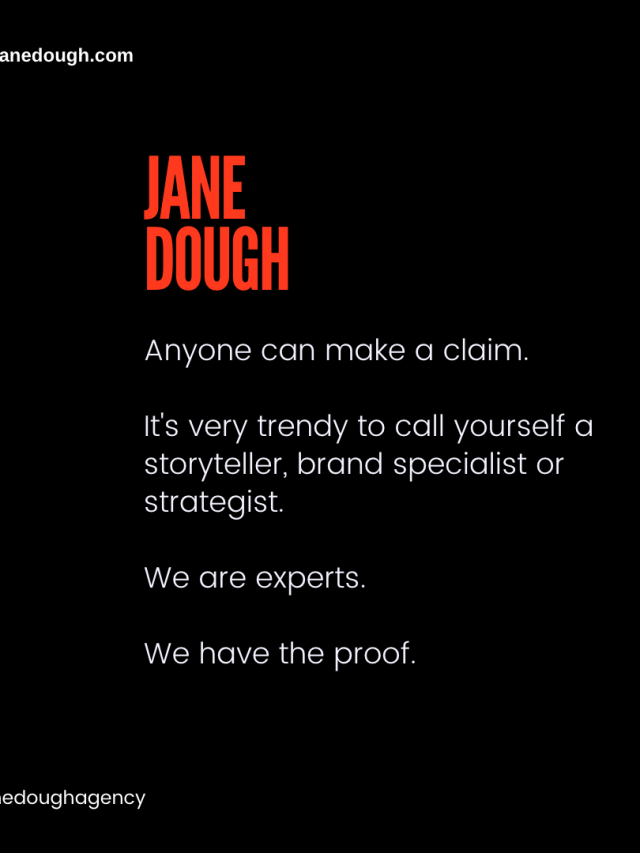 anedough.com
JANE
DOUGH
Anyone can make a claim.
It's very trendy to call yourself a
storyteller, brand specialist or
strategist.
We are experts.
We have the proof.
edoughagency